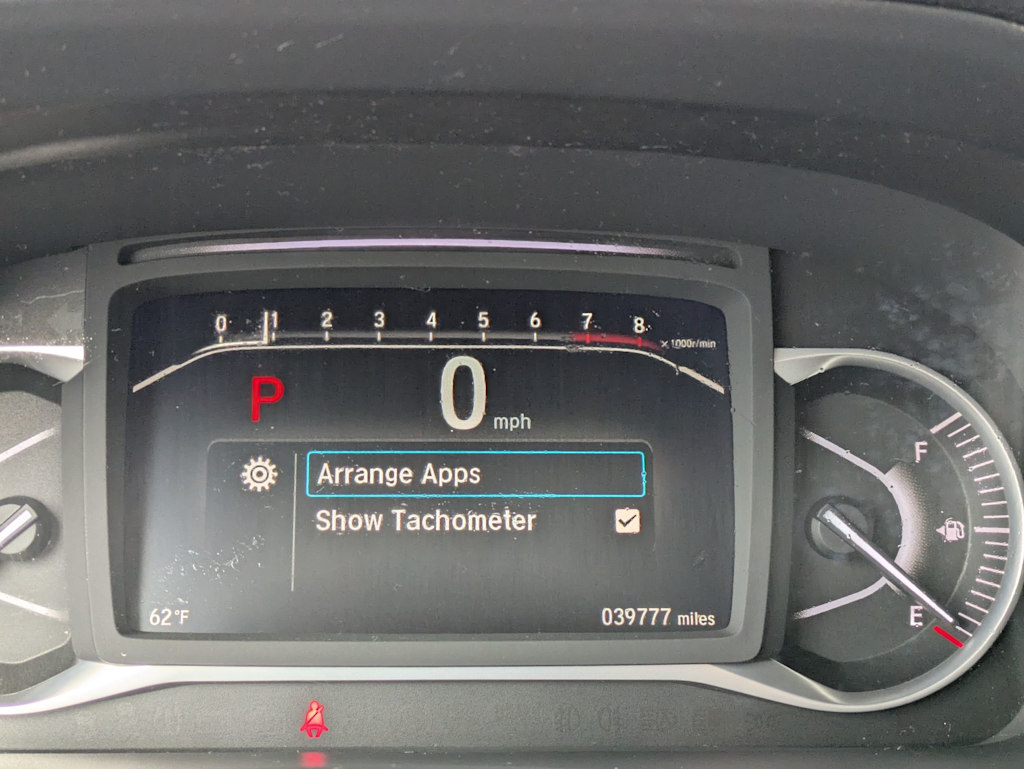 0 1 2 3 4 5 6 7 8 x 1000r/min
P 0 mph
Arrange Apps
Show Tachometer
62°F 039777 miles
F
E